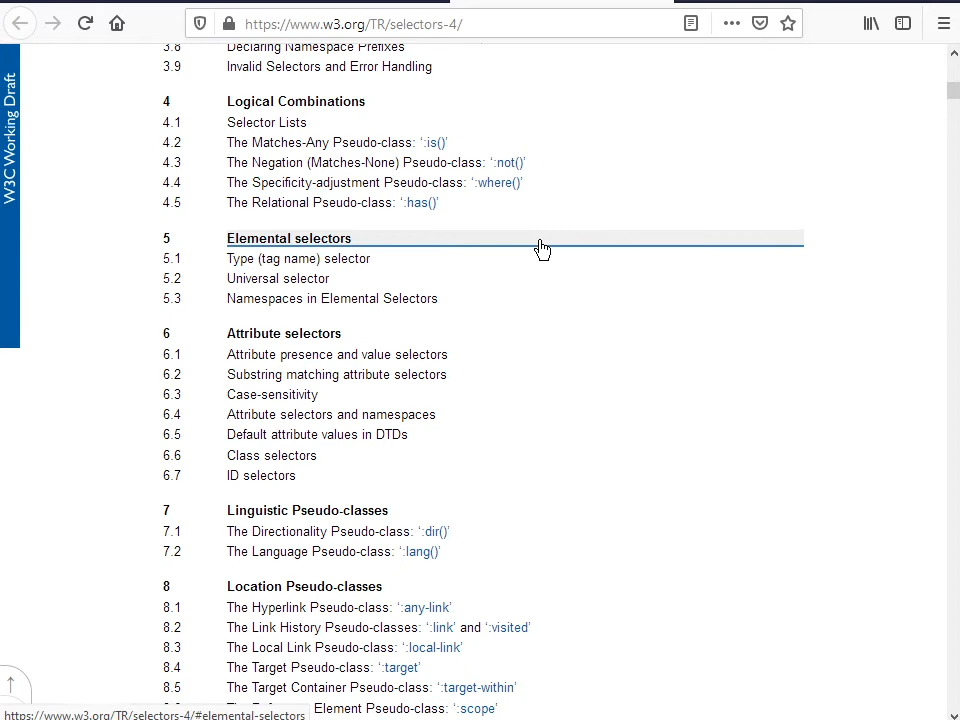 https://www.w3.org/TR/selectors-4/
W3C Working Draft
3.8 Declaring Namespace Prefixes
3.9 Invalid Selectors and Error Handling
4 Logical Combinations
4.1 Selector Lists
4.2 The Matches-Any Pseudo-class: ‘:is()’
4.3 The Negation (Matches-None) Pseudo-class: ‘:not()’
4.4 The Specificity-adjustment Pseudo-class: ‘:where()’
4.5 The Relational Pseudo-class: ‘:has()’
5 Elemental selectors
5.1 Type (tag name) selector
5.2 Universal selector
5.3 Namespaces in Elemental Selectors
6 Attribute selectors
6.1 Attribute presence and value selectors
6.2 Substring matching attribute selectors
6.3 Case-sensitivity
6.4 Attribute selectors and namespaces
6.5 Default attribute values in DTDs
6.6 Class selectors
6.7 ID selectors
7 Linguistic Pseudo-classes
7.1 The Directionality Pseudo-class: ‘:dir()’
7.2 The Language Pseudo-class: ‘:lang()’
8 Location Pseudo-classes
8.1 The Hyperlink Pseudo-class: ‘:any-link’
8.2 The Link History Pseudo-classes: ‘:link’ and ‘:visited’
8.3 The Local Link Pseudo-class: ‘:local-link’
8.4 The Target Pseudo-class: ‘:target’
8.5 The Target Container Pseudo-class: ‘:target-within’
Element Pseudo-class: ‘:scope’
https://www.w3.org/TR/selectors-4/#elemental-selectors